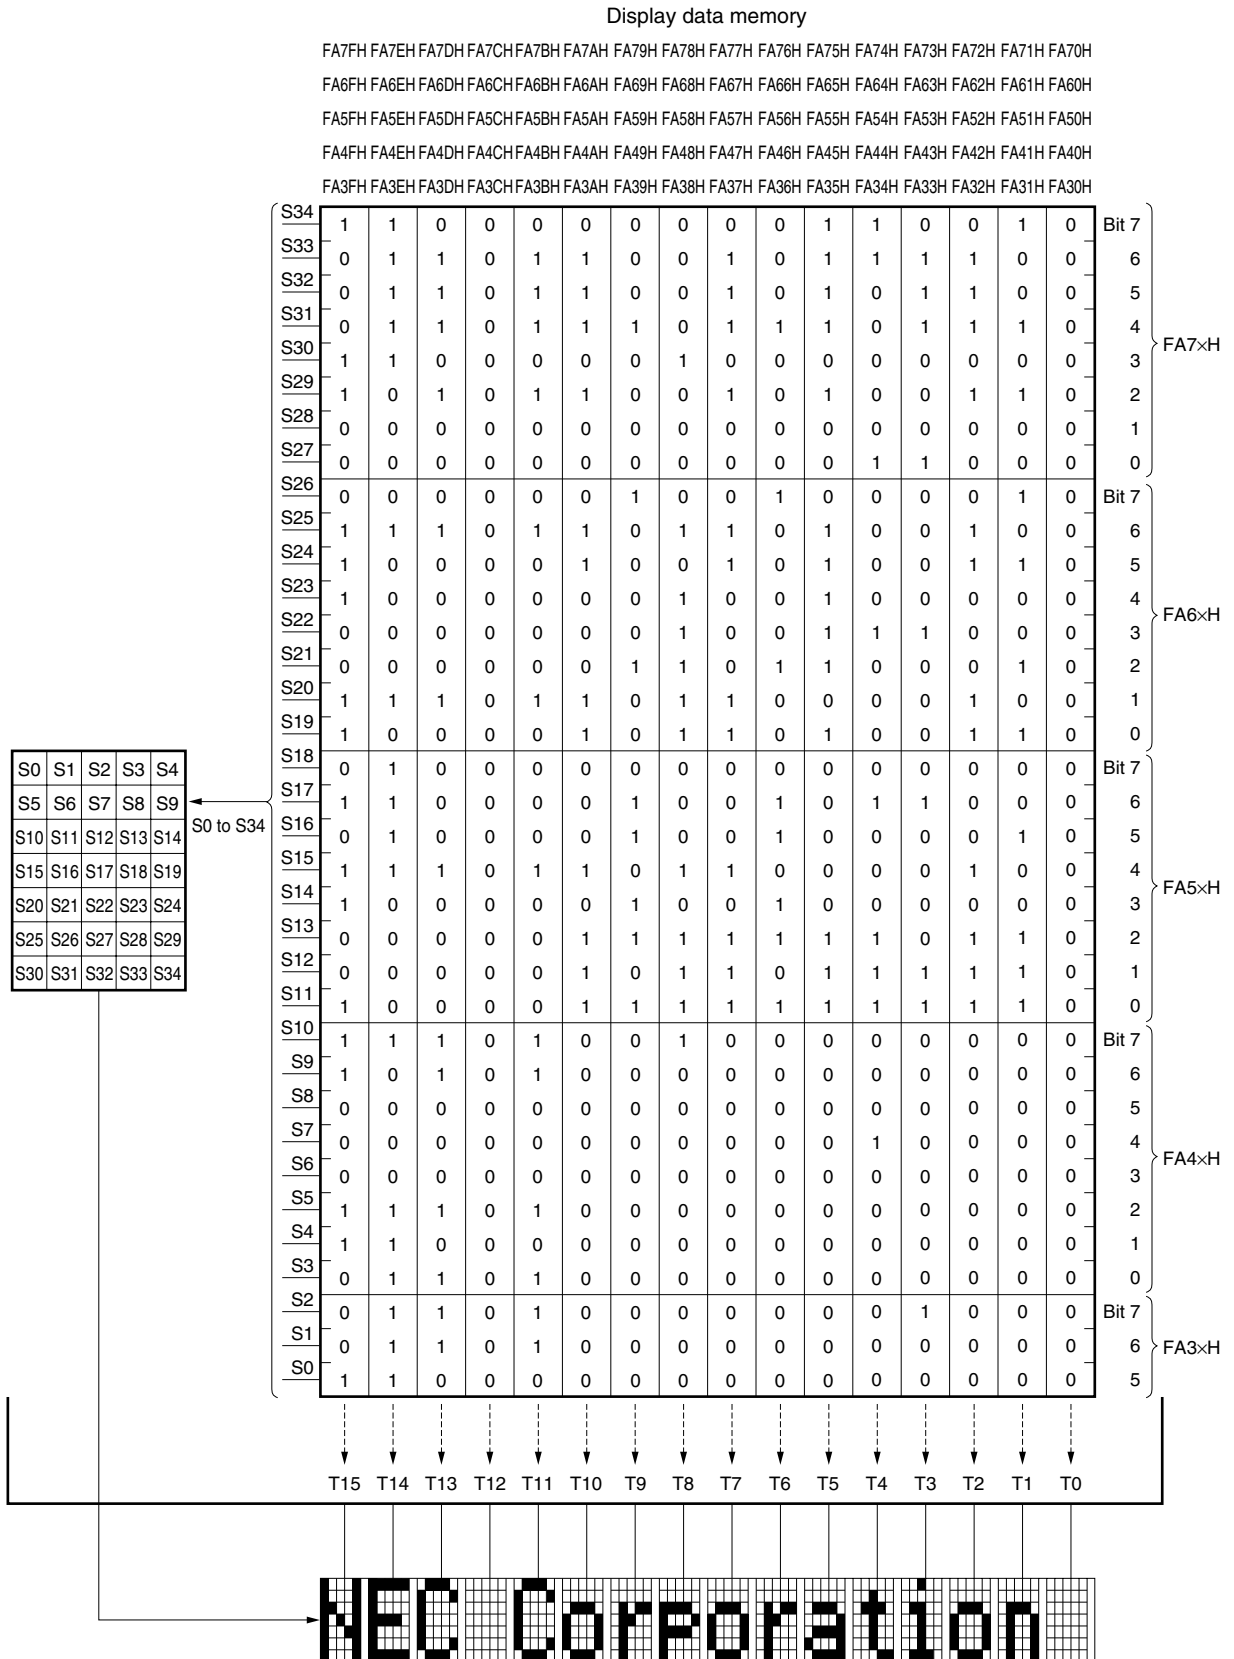 Display data memory
FA7FH FA7EH FA7DH FA7CH FA7BH FA7AH FA79H FA78H FA77H FA76H FA75H FA74H FA73H FA72H FA71H FA70H
FA6FH FA6EH FA6DH FA6CH FA6BH FA6AH FA69H FA68H FA67H FA66H FA65H FA64H FA63H FA62H FA61H FA60H
FA5FH FA5EH FA5DH FA5CH FA5BH FA5AH FA59H FA58H FA57H FA56H FA55H FA54H FA53H FA52H FA51H FA50H
FA4FH FA4EH FA4DH FA4CH FA4BH FA4AH FA49H FA48H FA47H FA46H FA45H FA44H FA43H FA42H FA41H FA40H
FA3FH FA3EH FA3DH FA3CH FA3BH FA3AH FA39H FA38H FA37H FA36H FA35H FA34H FA33H FA32H FA31H FA30H
S34 1 1 0 0 0 0 0 0 0 0 1 1 0 0 1 0 Bit 7
S33 0 1 1 0 1 1 0 0 1 0 1 1 1 1 0 0 6
S32 0 1 1 0 1 1 0 0 1 0 1 0 1 1 0 0 5
S31 0 1 1 0 1 1 1 0 1 1 1 0 1 1 1 0 4
FA7×H
S30 1 1 0 0 0 0 0 1 0 0 0 0 0 0 0 0 3
S29 1 0 1 0 1 1 0 0 1 0 1 0 0 1 1 0 2
S28 0 0 0 0 0 0 0 0 0 0 0 0 0 0 0 0 1
S27 0 0 0 0 0 0 0 0 0 0 0 1 1 0 0 0 0
S26 0 0 0 0 0 0 1 0 0 1 0 0 0 0 1 0 Bit 7
S25 1 1 1 0 1 1 0 1 1 0 1 0 0 1 0 0 6
S24 1 0 0 0 0 1 0 0 1 0 1 0 0 1 1 0 5
S23 1 0 0 0 0 0 0 1 0 0 1 0 0 0 0 0 4
FA6×H
S22 0 0 0 0 0 0 0 1 0 0 1 1 1 0 0 0 3
S21 0 0 0 0 0 0 1 1 0 1 1 0 0 0 1 0 2
S20 1 1 1 0 1 1 0 1 1 0 0 0 0 1 0 0 1
S19 1 0 0 0 0 1 0 1 1 0 1 0 0 1 1 0 0
S18 0 1 0 0 0 0 0 0 0 0 0 0 0 0 0 0 Bit 7
S17 1 1 0 0 0 0 1 0 0 1 0 1 1 0 0 0 6
S16 0 1 0 0 0 0 1 0 0 1 0 0 0 0 1 0 5
S15 1 1 1 0 1 1 0 1 1 0 0 0 0 1 0 0 4
FA5×H
S14 1 0 0 0 0 0 1 0 0 1 0 0 0 0 0 0 3
S13 0 0 0 0 0 1 1 1 1 1 1 1 0 1 1 0 2
S12 0 0 0 0 0 1 0 1 1 0 1 1 1 1 1 0 1
S11 1 0 0 0 0 1 1 1 1 1 1 1 1 1 1 0 0
S10 1 1 1 0 1 0 0 1 0 0 0 0 0 0 0 0 Bit 7
S9 1 0 1 0 1 0 0 0 0 0 0 0 0 0 0 0 6
S8 0 0 0 0 0 0 0 0 0 0 0 0 0 0 0 0 5
S7 0 0 0 0 0 0 0 0 0 0 0 1 0 0 0 0 4
FA4×H
S6 0 0 0 0 0 0 0 0 0 0 0 0 0 0 0 0 3
S5 1 1 1 0 1 0 0 0 0 0 0 0 0 0 0 0 2
S4 1 1 0 0 0 0 0 0 0 0 0 0 0 0 0 0 1
S3 0 1 1 0 1 0 0 0 0 0 0 0 0 0 0 0 0
S2 0 1 1 0 1 0 0 0 0 0 0 0 1 0 0 0 Bit 7
S1 0 1 1 0 1 0 0 0 0 0 0 0 0 0 0 0 6
FA3×H
S0 1 1 0 0 0 0 0 0 0 0 0 0 0 0 0 0 5
S0 S1 S2 S3 S4
S5 S6 S7 S8 S9
S0 to S34
S10 S11 S12 S13 S14
S15 S16 S17 S18 S19
S20 S21 S22 S23 S24
S25 S26 S27 S28 S29
S30 S31 S32 S33 S34
T15 T14 T13 T12 T11 T10 T9 T8 T7 T6 T5 T4 T3 T2 T1 T0
NEC Corporation